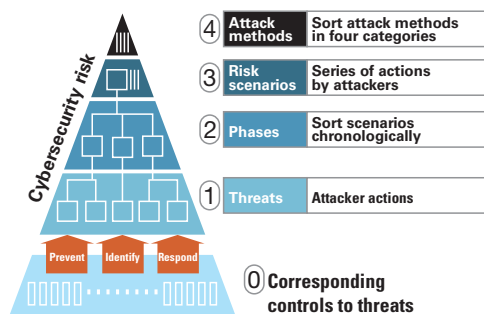 Cybersecurity risk
4 Attack methods
Sort attack methods
in four categories
3 Risk scenarios
Series of actions
by attackers
2 Phases
Sort scenarios
chronologically
1 Threats
Attacker actions
Prevent Identify Respond
0 Corresponding
controls to threats